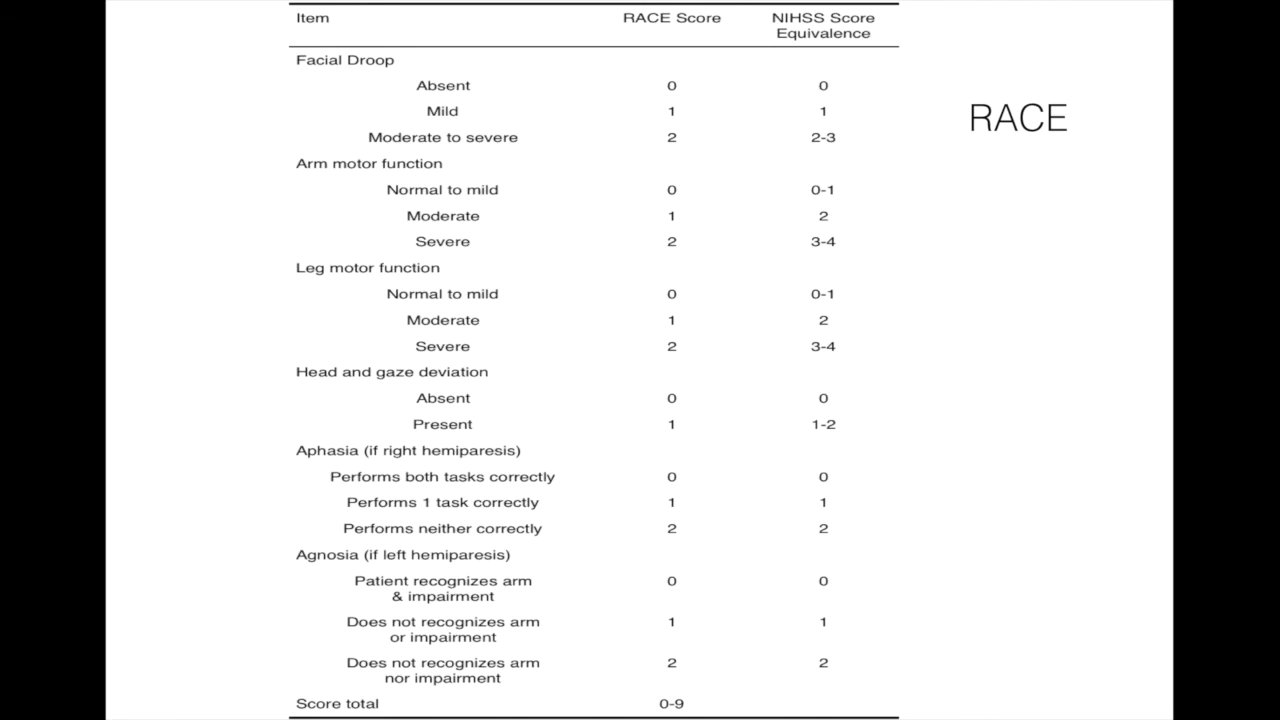 Item RACE Score NIHSS Score
Equivalence
RACE
Facial Droop
Absent 0 0
Mild 1 1
Moderate to severe 2 2-3
Arm motor function
Normal to mild 0 0-1
Moderate 1 2
Severe 2 3-4
Leg motor function
Normal to mild 0 0-1
Moderate 1 2
Severe 2 3-4
Head and gaze deviation
Absent 0 0
Present 1 1-2
Aphasia (if right hemiparesis)
Performs both tasks correctly 0 0
Performs 1 task correctly 1 1
Performs neither correctly 2 2
Agnosia (if left hemiparesis)
Patient recognizes arm 0 0
& impairment
Does not recognizes arm 1 1
or impairment
Does not recognizes arm 2 2
nor impairment
Score total 0-9